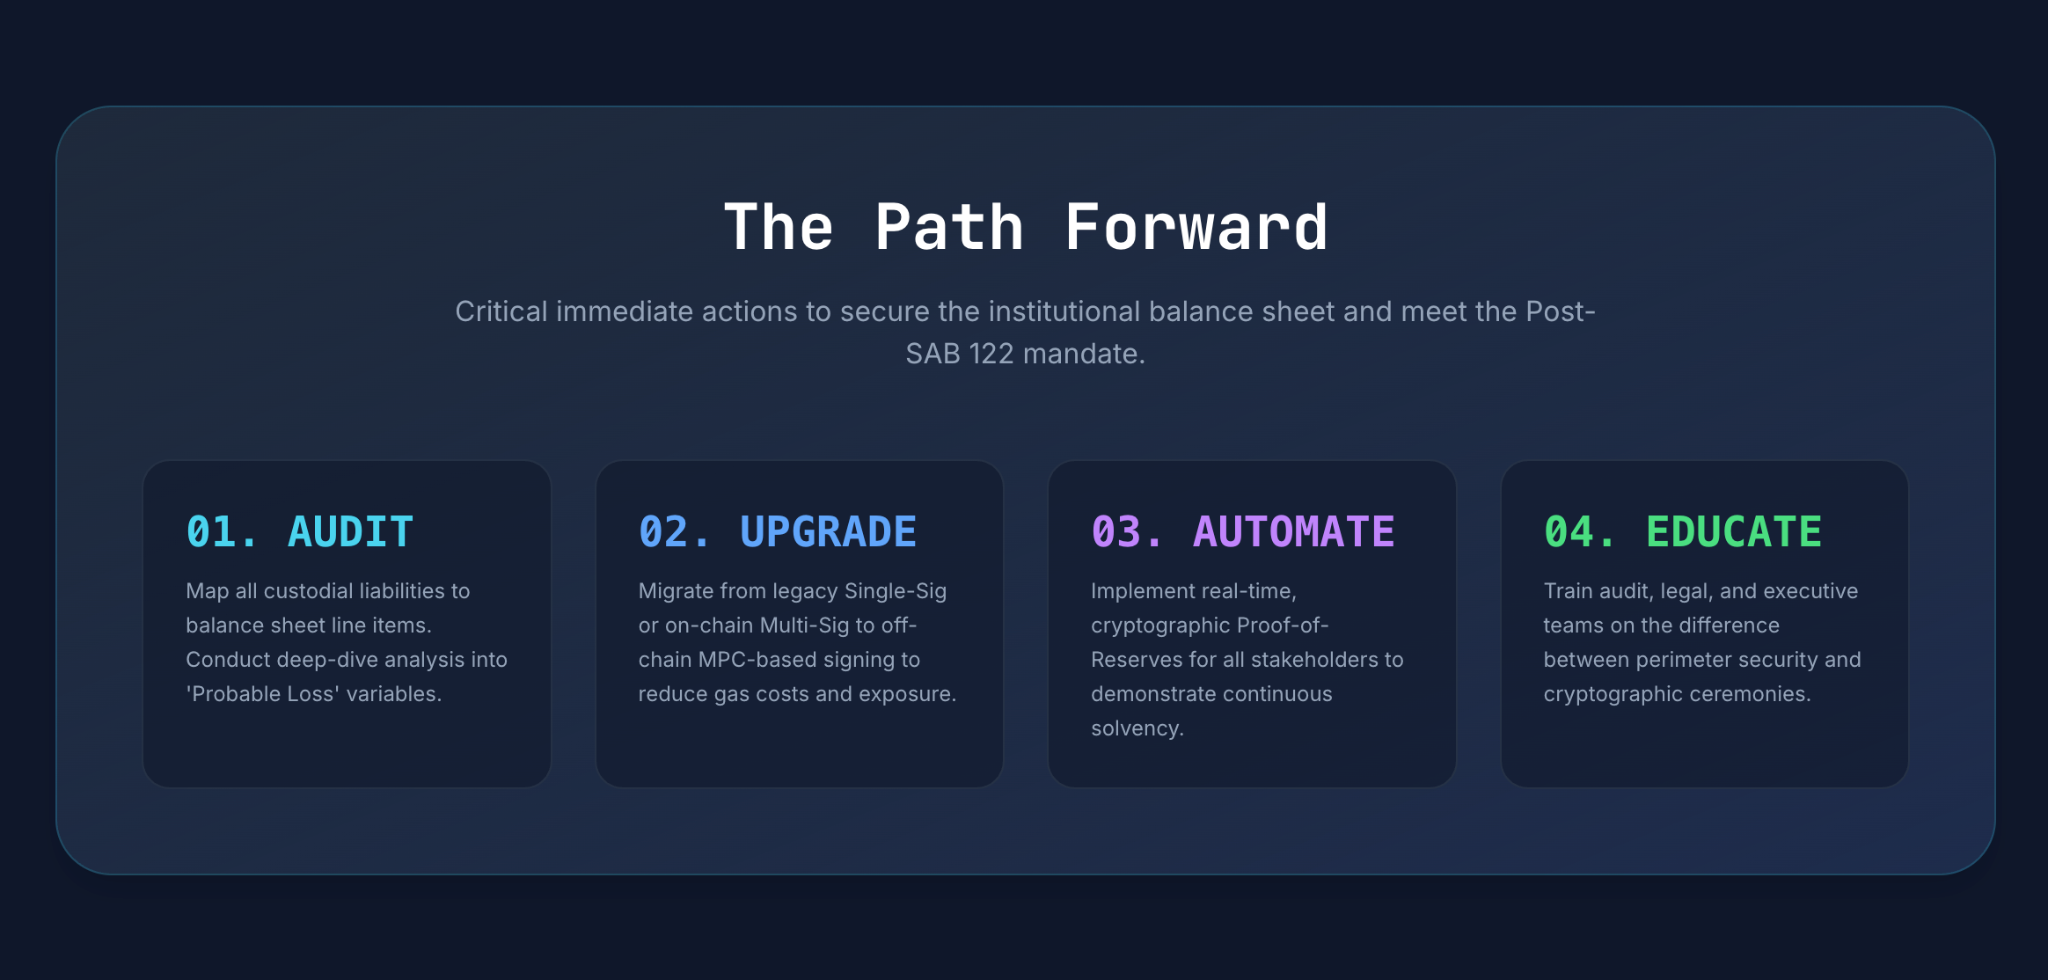 The Path Forward
Critical immediate actions to secure the institutional balance sheet and meet the Post-
SAB 122 mandate.
01. AUDIT
Map all custodial liabilities to
balance sheet line items.
Conduct deep-dive analysis into
'Probable Loss' variables.
02. UPGRADE
Migrate from legacy Single-Sig
or on-chain Multi-Sig to off-
chain MPC-based signing to
reduce gas costs and exposure.
03. AUTOMATE
Implement real-time,
cryptographic Proof-of-
Reserves for all stakeholders to
demonstrate continuous
solvency.
04. EDUCATE
Train audit, legal, and executive
teams on the difference
between perimeter security and
cryptographic ceremonies.